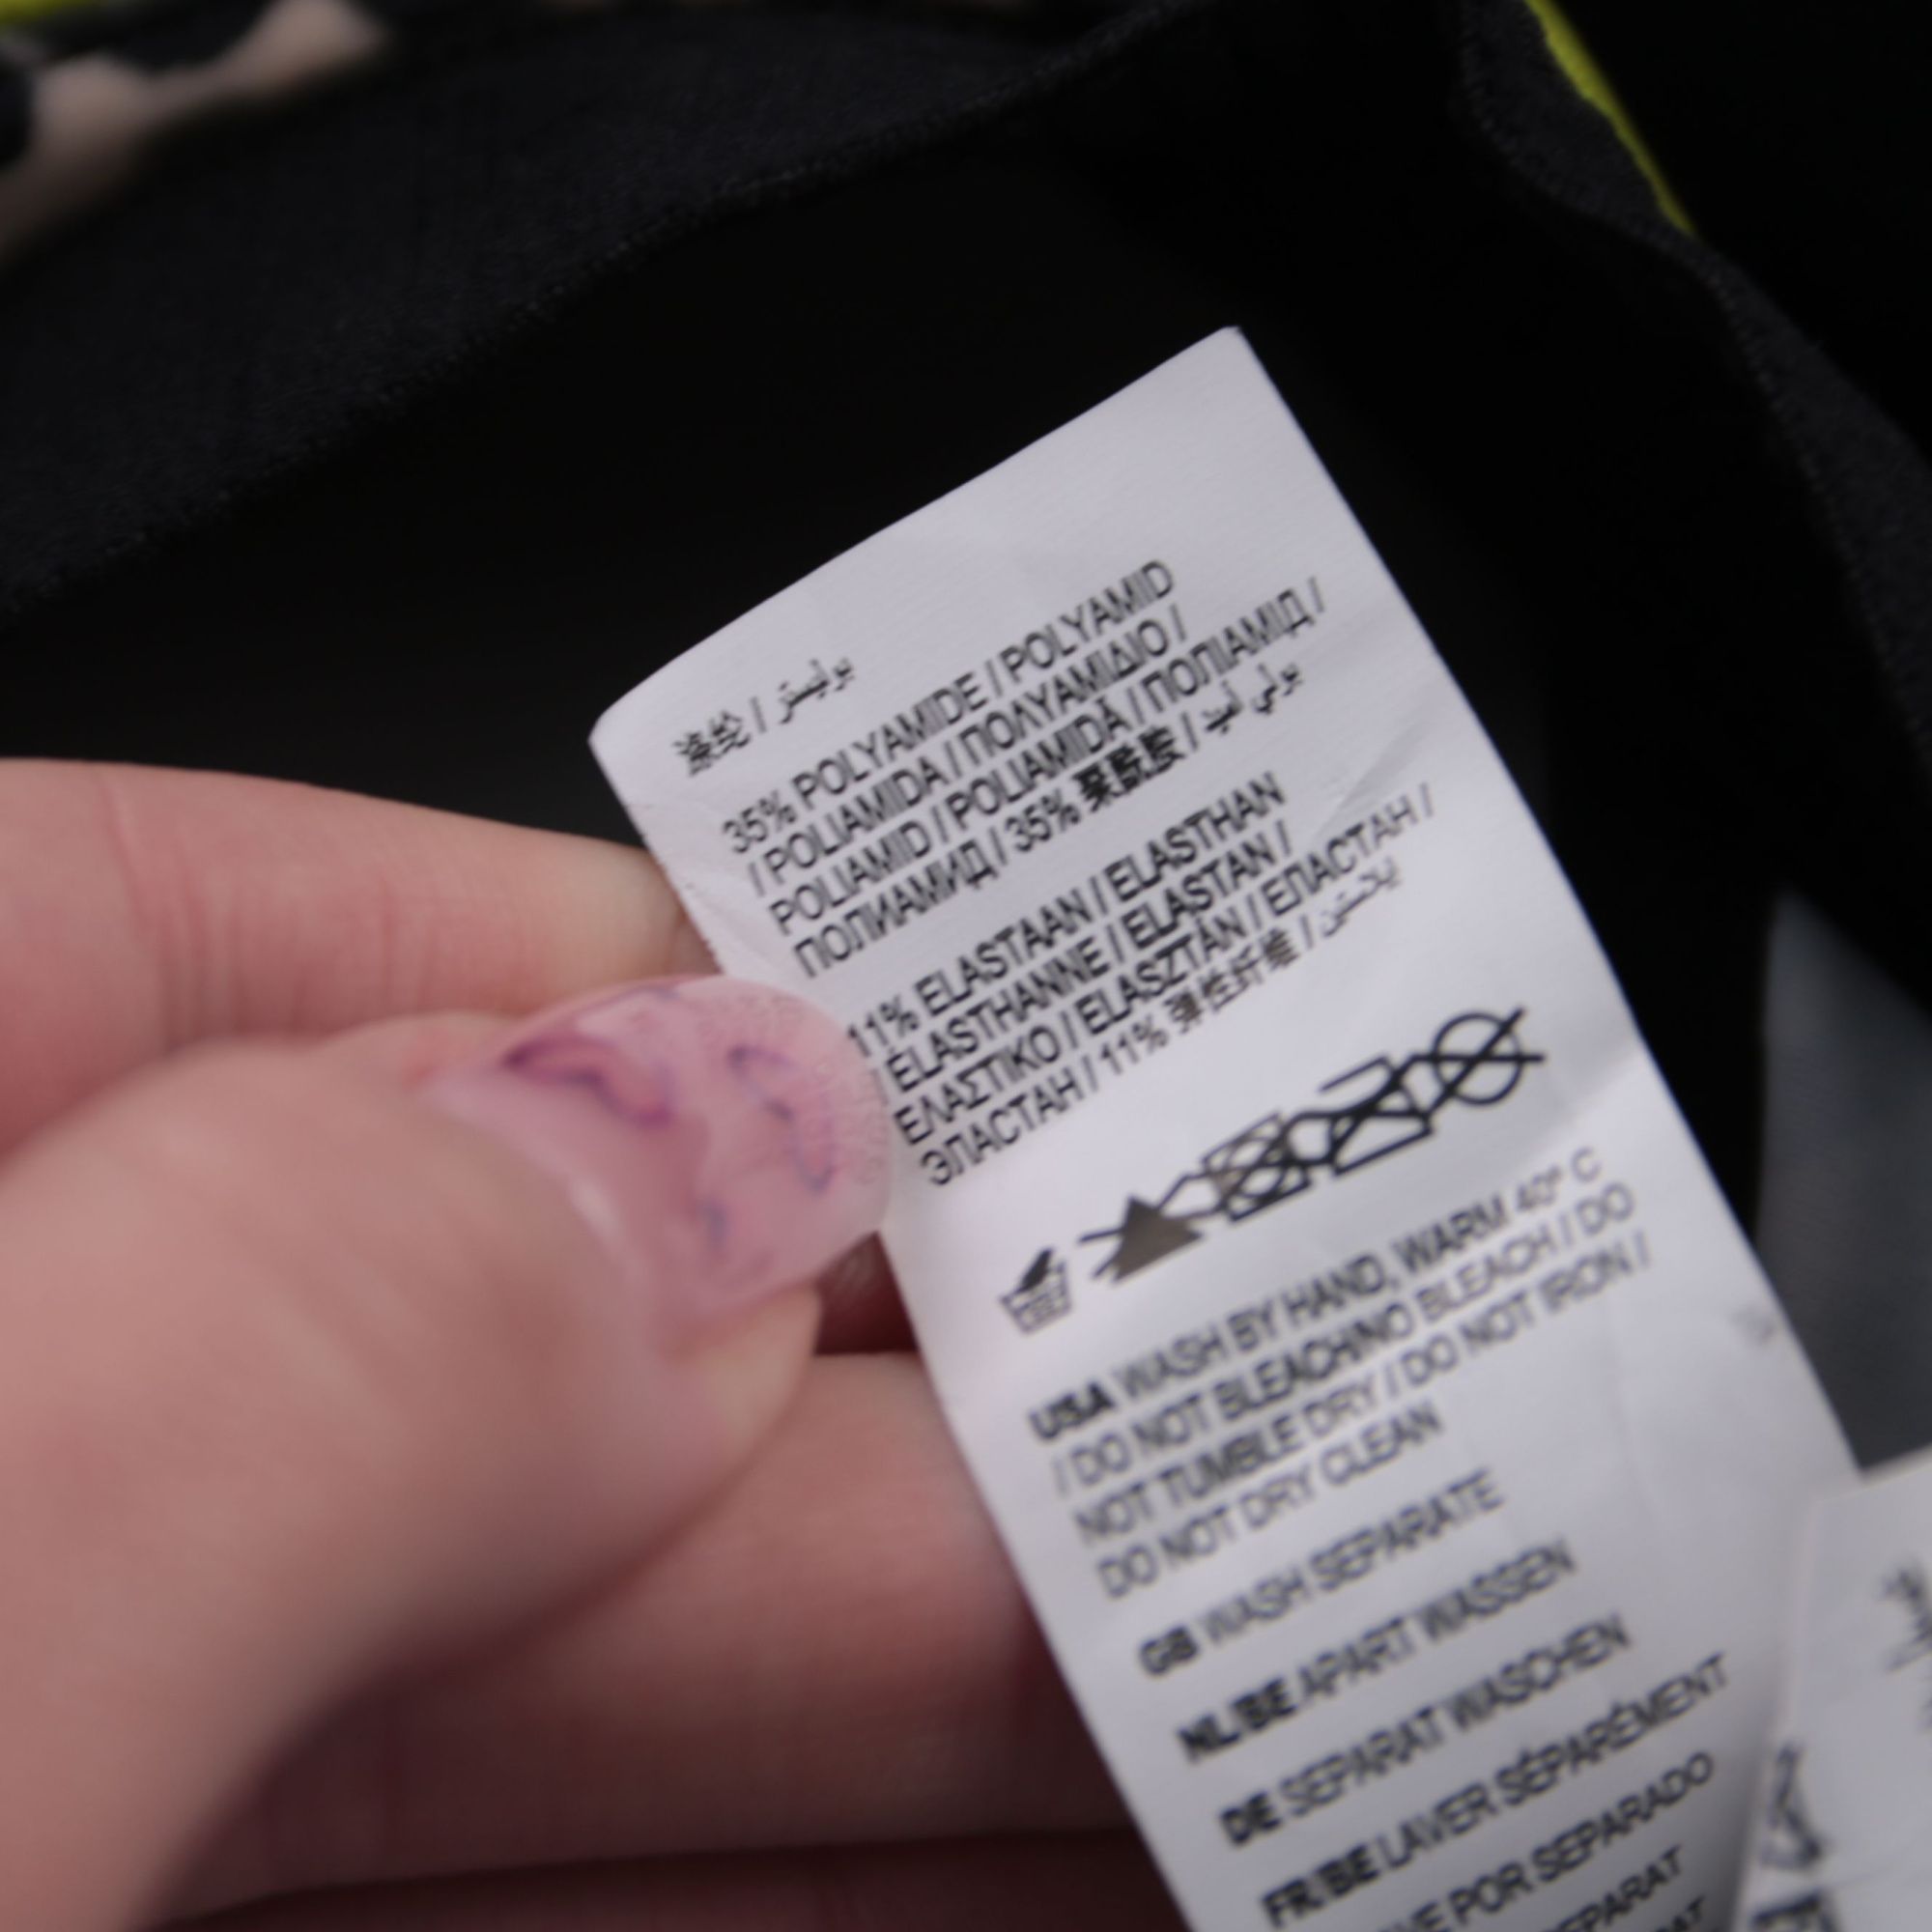 涤纶 / بوليستر
35% POLYAMIDE / POLYAMID
/ POLIAMIDA / ΠΟΛΥΑΜΙΔΙΟ /
POLIAMID / POLIAMIDĂ / ПОЛІАМІД /
ПОЛИАМИД / 35% 聚酰胺 / بولي أميد
11% ELASTAAN / ELASTHAN
ELASTHANNE / ELASTAN /
ΕΛΑΣΤΙΚΟ / ELASZTÁN / ЕЛАСТАН /
ЭЛАСТАН / 11% 弹性纤维 /
USA WASH BY HAND, WARM 40° C
/ DO NOT BLEACH/NO BLEACH / DO
NOT TUMBLE DRY / DO NOT IRON /
DO NOT DRY CLEAN
GB WASH SEPARATE
NL/BE APART WASSEN
DE SEPARAT WASCHEN
FR/BE LAVER SÉPARÉMENT
POR SEPARADO